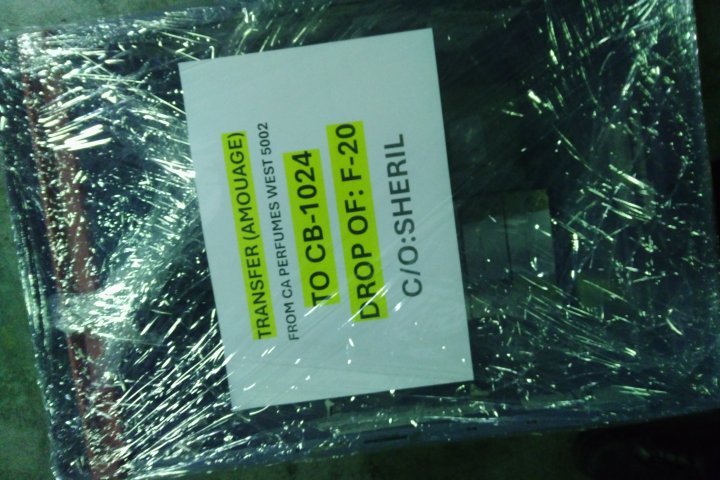 TRANSFER (AMOUAGE)
FROM CA PERFUMES WEST 5002
TO CB-1024
DROP OF: F-20
C/O:SHERIL